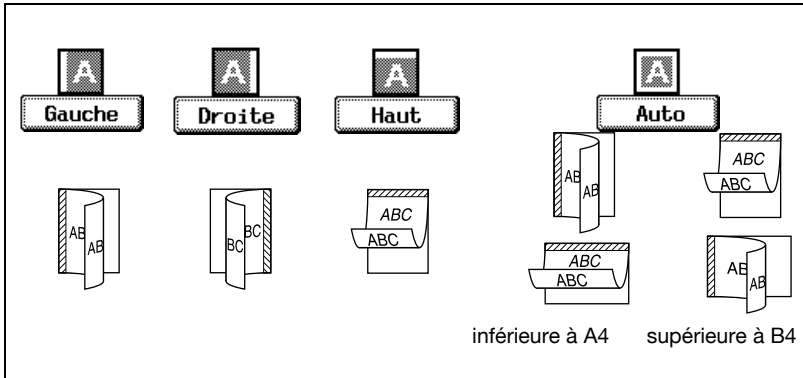 A A A A
Gauche Droite Haut Auto
AB AB BC BC ABC ABC AB AB ABC ABC
ABC ABC AB AB
inférieure à A4 supérieure à B4